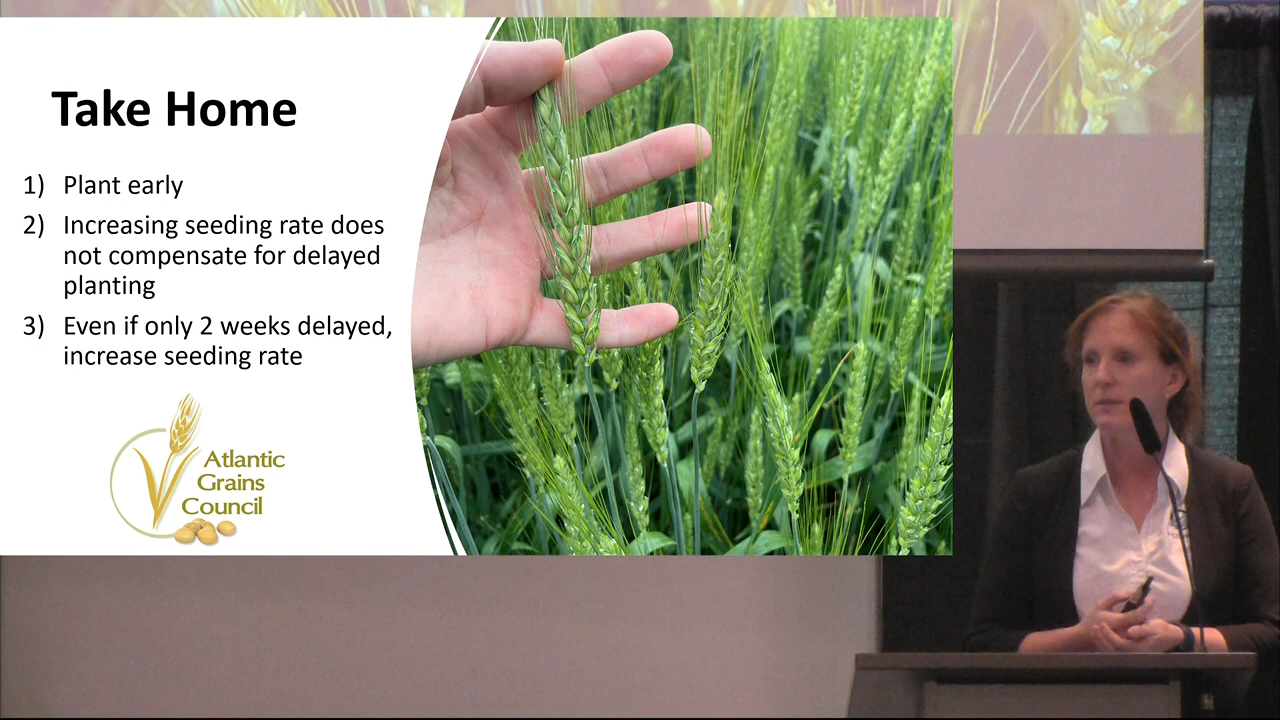 Take Home
1) Plant early
2) Increasing seeding rate does
not compensate for delayed
planting
3) Even if only 2 weeks delayed,
increase seeding rate
Atlantic
Grains
Council